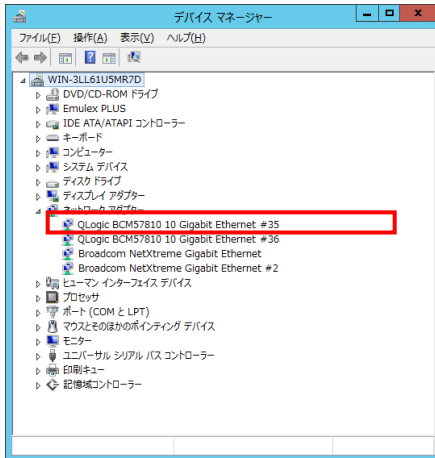 デバイス マネージャー
ファイル(F) 操作(A) 表示(V) ヘルプ(H)
WIN-3LL61U5MR7D
DVD/CD-ROM ドライブ
Emulex PLUS
IDE ATA/ATAPI コントローラー
キーボード
コンピューター
システム デバイス
ディスク ドライブ
ディスプレイ アダプター
ネットワーク アダプター
QLogic BCM57810 10 Gigabit Ethernet #35
QLogic BCM57810 10 Gigabit Ethernet #36
Broadcom NetXtreme Gigabit Ethernet
Broadcom NetXtreme Gigabit Ethernet #2
ヒューマン インターフェイス デバイス
プロセッサ
ポート (COM と LPT)
マウスとそのほかのポインティング デバイス
モニター
ユニバーサル シリアル バス コントローラー
印刷キュー
記憶域コントローラー